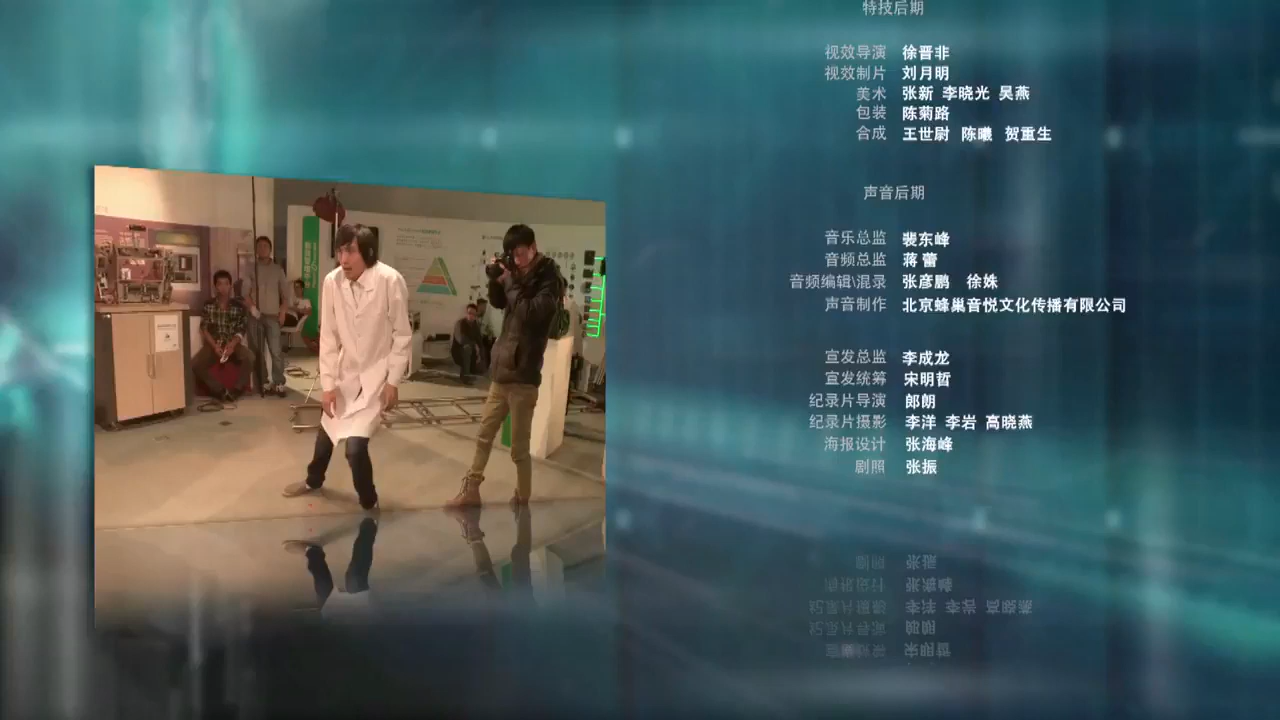 特技后期
视效导演 徐晋非
视效制片 刘月明
美术 张新 李晓光 吴燕
包装 陈菊路
合成 王世尉 陈曦 贺重生
声音后期
音乐总监 裴东峰
音频总监 蒋 蕾
音频编辑\混录 张彦鹏 徐姝
声音制作 北京蜂巢音悦文化传播有限公司
宣发总监 李成龙
宣发统筹 宋明哲
纪录片导演 郎朗
纪录片摄影 李洋 李岩 高晓燕
海报设计 张海峰
剧照 张振